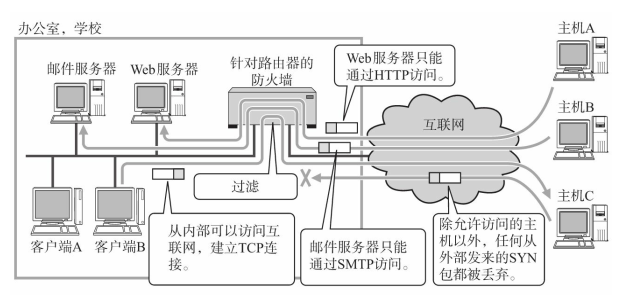 办公室，学校
邮件服务器
Web服务器
针对路由器的
防火墙
Web服务器只能
通过HTTP访问。
主机A
主机B
互联网
主机C
过滤
客户端A
客户端B
从内部可以访问互
联网，建立TCP连
接。
邮件服务器只能
通过SMTP访问。
除允许访问的主
机以外，任何从
外部发来的SYN
包都被丢弃。